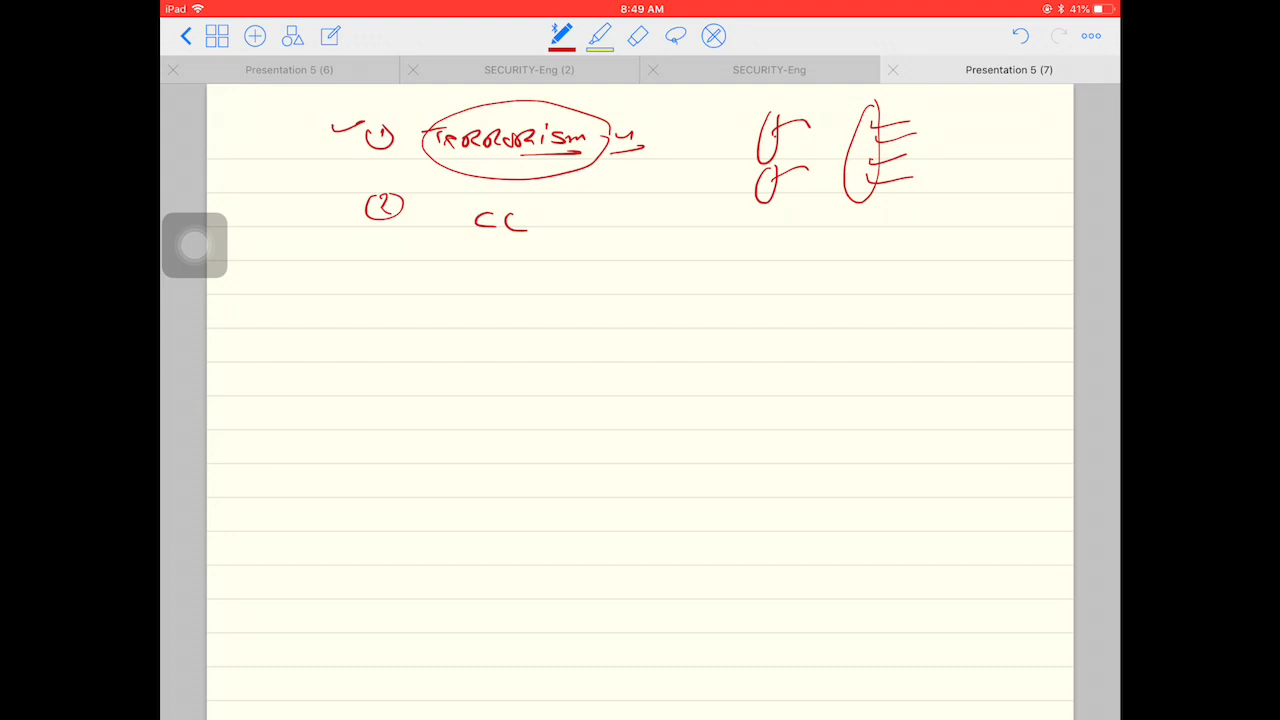 iPad 8:49 AM 41%
Presentation 5 (6) SECURITY-Eng (2) SECURITY-Eng Presentation 5 (7)
① TERRORism
② CC